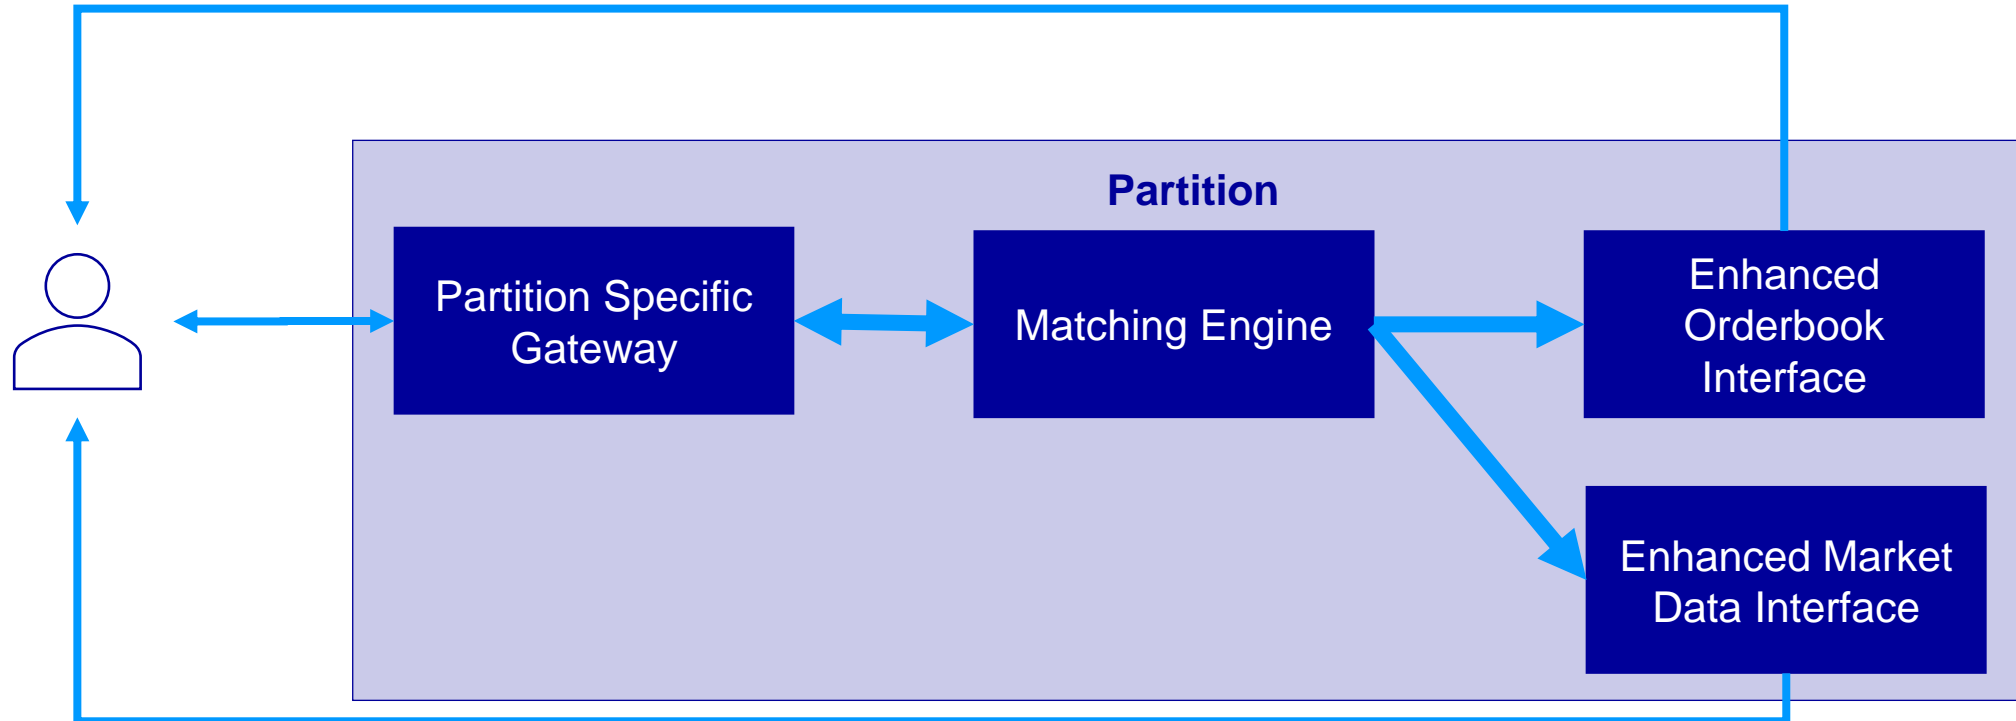 Partition
Partition Specific
Gateway
Matching Engine
Enhanced
Orderbook
Interface
Enhanced Market
Data Interface